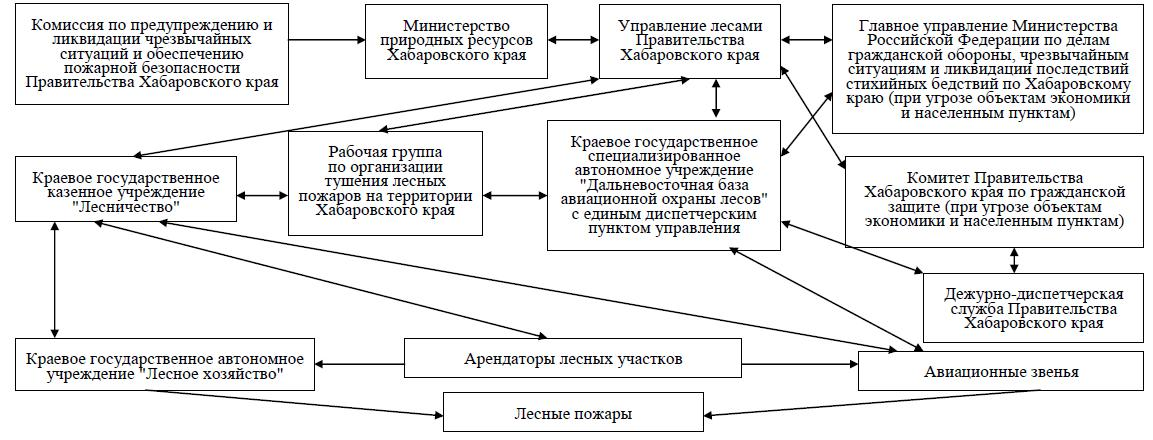 Комиссия по предупреждению и
ликвидации чрезвычайных
ситуаций и обеспечению
пожарной безопасности
Правительства Хабаровского края
Министерство
природных ресурсов
Хабаровского края
Управление лесами
Правительства
Хабаровского края
Главное управление Министерства
Российской Федерации по делам
гражданской обороны, чрезвычайным
ситуациям и ликвидации последствий
стихийных бедствий по Хабаровскому
краю (при угрозе объектам экономики
и населенным пунктам)
Краевое государственное
казенное учреждение
"Лесничество"
Рабочая группа
по организации
тушения лесных
пожаров на территории
Хабаровского края
Краевое государственное
специализированное
автономное учреждение
"Дальневосточная база
авиационной охраны лесов"
с единым диспетчерским
пунктом управления
Комитет Правительства
Хабаровского края по гражданской
защите (при угрозе объектам
экономики и населенным пунктам)
Дежурно-диспетчерская
служба Правительства
Хабаровского края
Краевое государственное автономное
учреждение "Лесное хозяйство"
Арендаторы лесных участков
Авиационные звенья
Лесные пожары